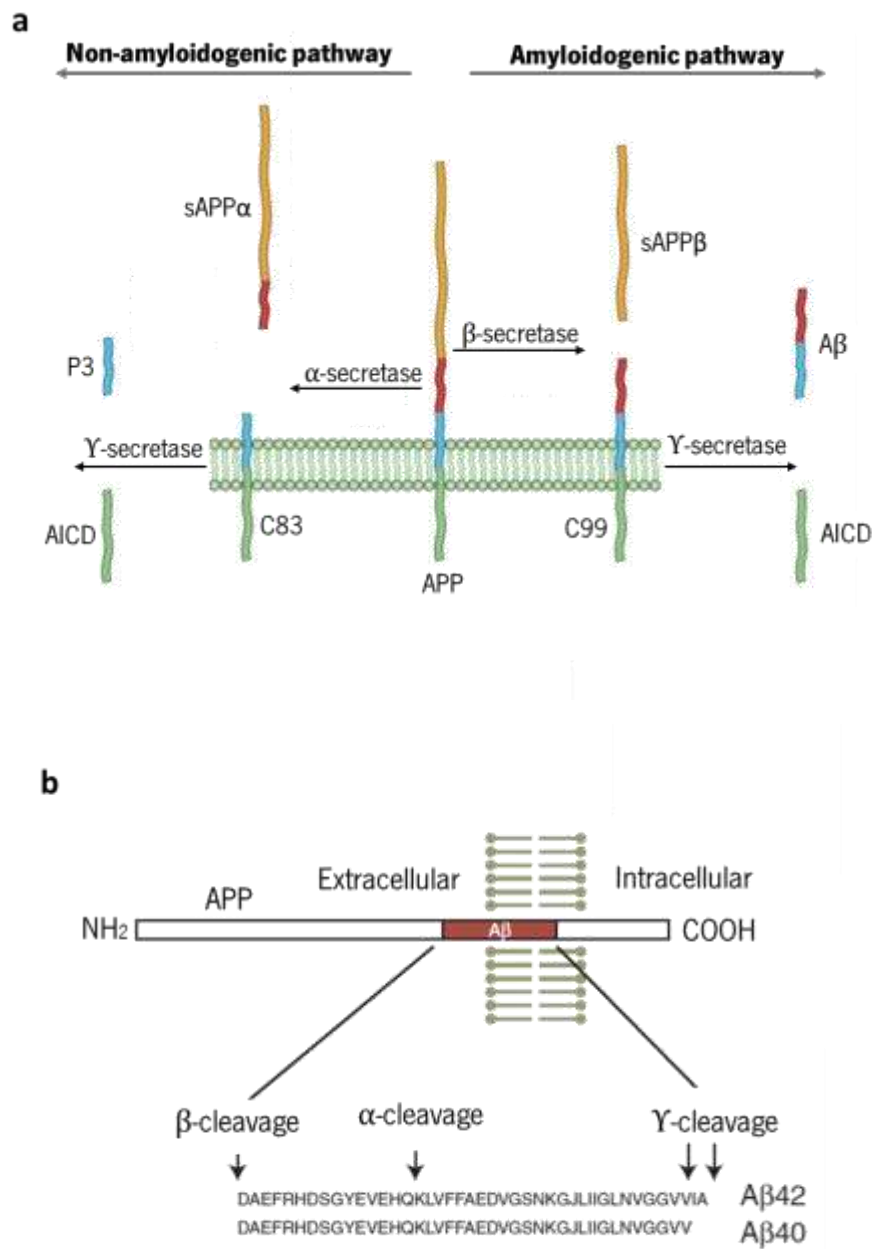 a
Non-amyloidogenic pathway
Amyloidogenic pathway
sAPPα
sAPPβ
β-secretase
P3
Aβ
α-secretase
ϒ-secretase
ϒ-secretase
AICD
C83
C99
AICD
APP
b
APP
Extracellular
Intracellular
NH2
Aβ
COOH
β-cleavage
α-cleavage
ϒ-cleavage
DAEFRHDSGYEVEHQKLVFFAEDVGSNKGJLIIGLNVGGVVIA Aβ42
DAEFRHDSGYEVEHQKLVFFAEDVGSNKGJLIIGLNVGGVV Aβ40